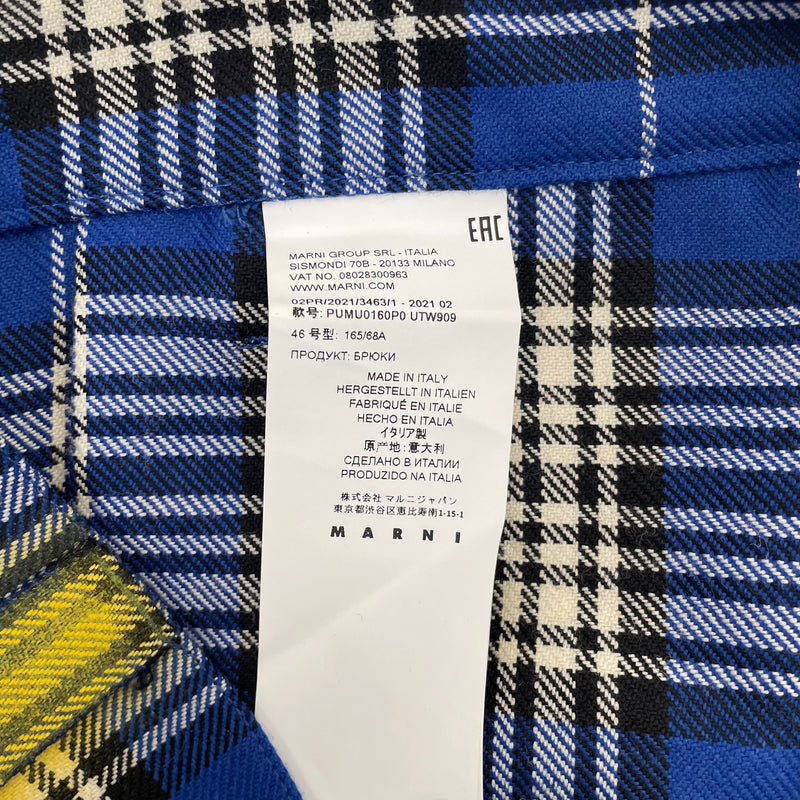 EAC
MARNI GROUP SRL - ITALIA
SISMONDI 70B - 20133 MILANO
VAT NO. 08028300963
WWW.MARNI.COM
02PR/2021/3463/1 - 2021 02
款号: PUMU0160P0 UTW909
46 号型: 165/68A
ПРОДУКТ: БРЮКИ
MADE IN ITALY
HERGESTELLT IN ITALIEN
FABRIQUÉ EN ITALIE
HECHO EN ITALIA
イタリア製
原产地: 意大利
СДЕЛАНО В ИТАЛИИ
PRODUZIDO NA ITALIA
株式会社 マルニジャパン
東京都渋谷区恵比寿南1-15-1
MARNI